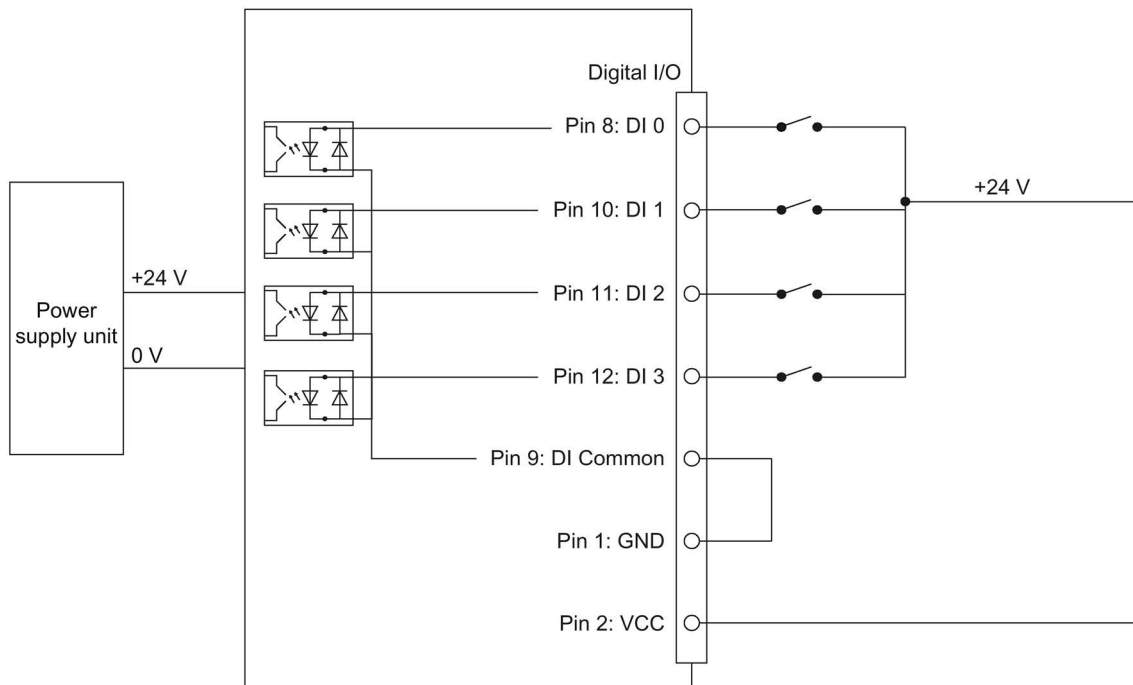 Digital I/O
Pin 8: DI 0
+24 V
Pin 10: DI 1
+24 V
Pin 11: DI 2
Power
supply unit
0 V
Pin 12: DI 3
Pin 9: DI Common
Pin 1: GND
Pin 2: VCC